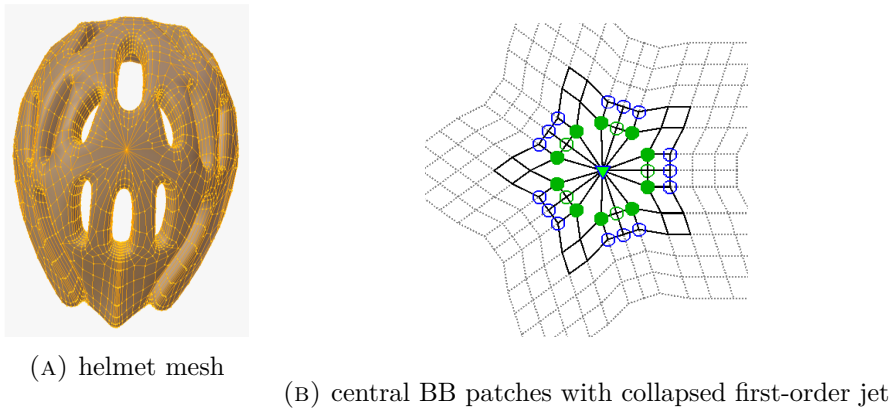 (A) helmet mesh
(B) central BB patches with collapsed first-order jet